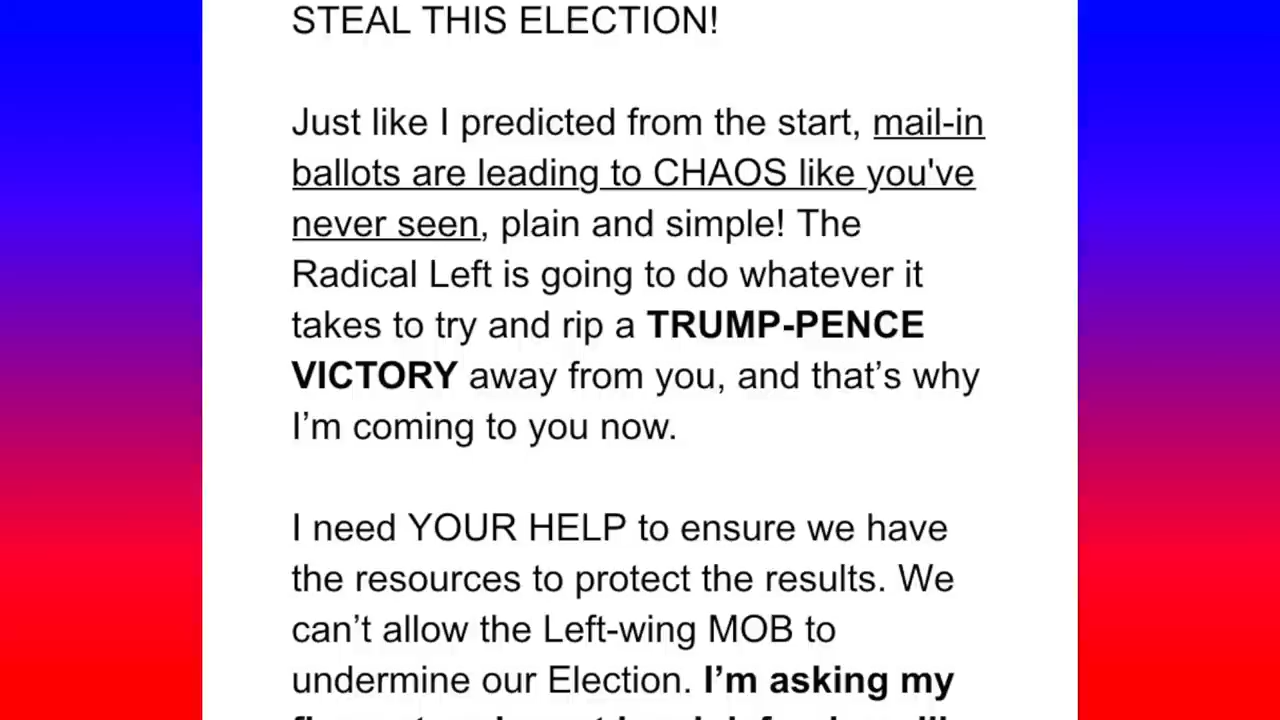 STEAL THIS ELECTION!
Just like I predicted from the start, mail-in
ballots are leading to CHAOS like you've
never seen, plain and simple! The
Radical Left is going to do whatever it
takes to try and rip a TRUMP-PENCE
VICTORY away from you, and that’s why
I’m coming to you now.
I need YOUR HELP to ensure we have
the resources to protect the results. We
can’t allow the Left-wing MOB to
undermine our Election. I’m asking my